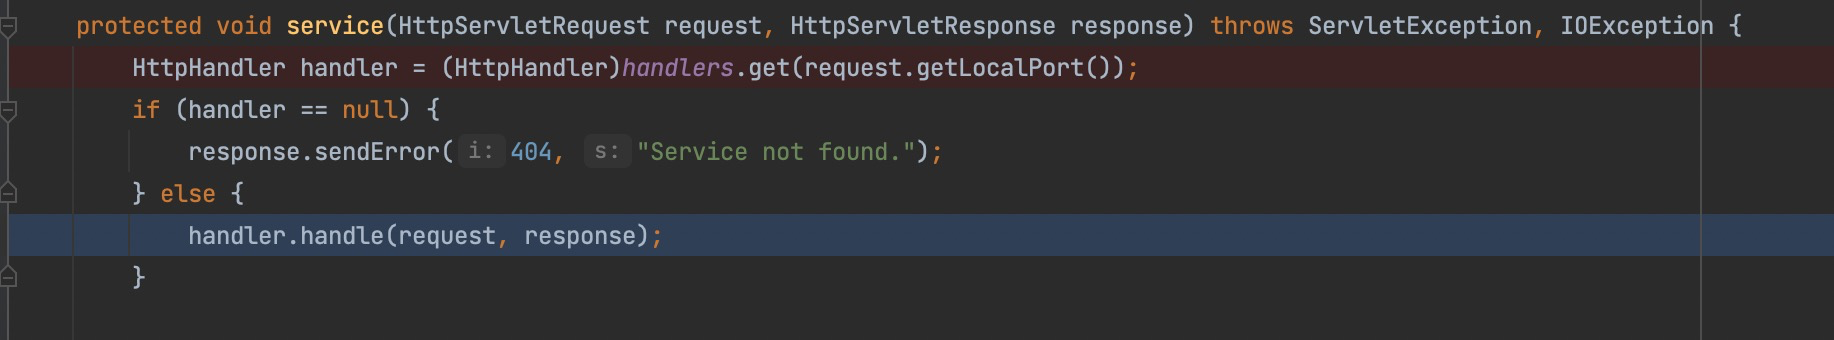 protected void service(HttpServletRequest request, HttpServletResponse response) throws ServletException, IOException {
HttpHandler handler = (HttpHandler)handlers.get(request.getLocalPort());
if (handler == null) {
response.sendError( i: 404, s: "Service not found.");
} else {
handler.handle(request, response);
}